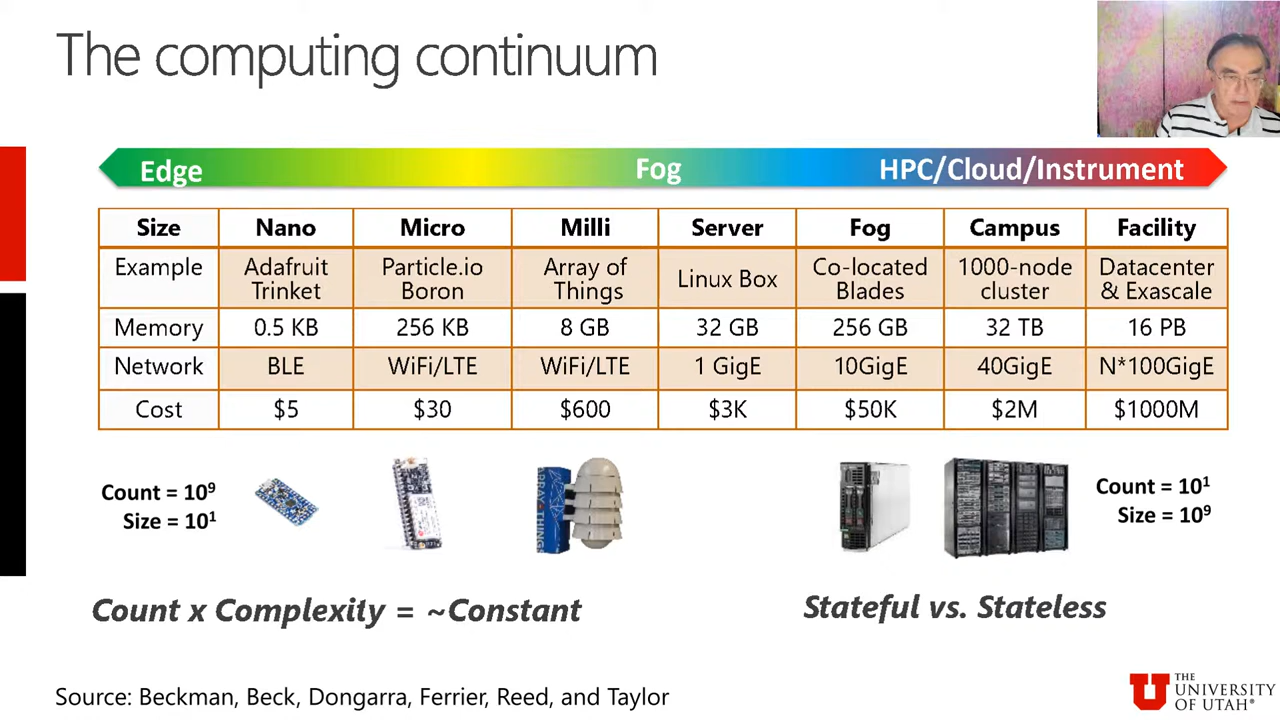 The computing continuum
Edge Fog HPC/Cloud/Instrument
Size Nano Micro Milli Server Fog Campus Facility
Example Adafruit Trinket Particle.io Boron Array of Things Linux Box Co-located Blades 1000-node cluster Datacenter & Exascale
Memory 0.5 KB 256 KB 8 GB 32 GB 256 GB 32 TB 16 PB
Network BLE WiFi/LTE WiFi/LTE 1 GigE 10GigE 40GigE N*100GigE
Cost $5 $30 $600 $3K $50K $2M $1000M
Count = 10⁹
Size = 10¹
ARRAY THINGS
Count = 10¹
Size = 10⁹
Count x Complexity = ~Constant
Stateful vs. Stateless
Source: Beckman, Beck, Dongarra, Ferrier, Reed, and Taylor
THE
UNIVERSITY
OF UTAH®